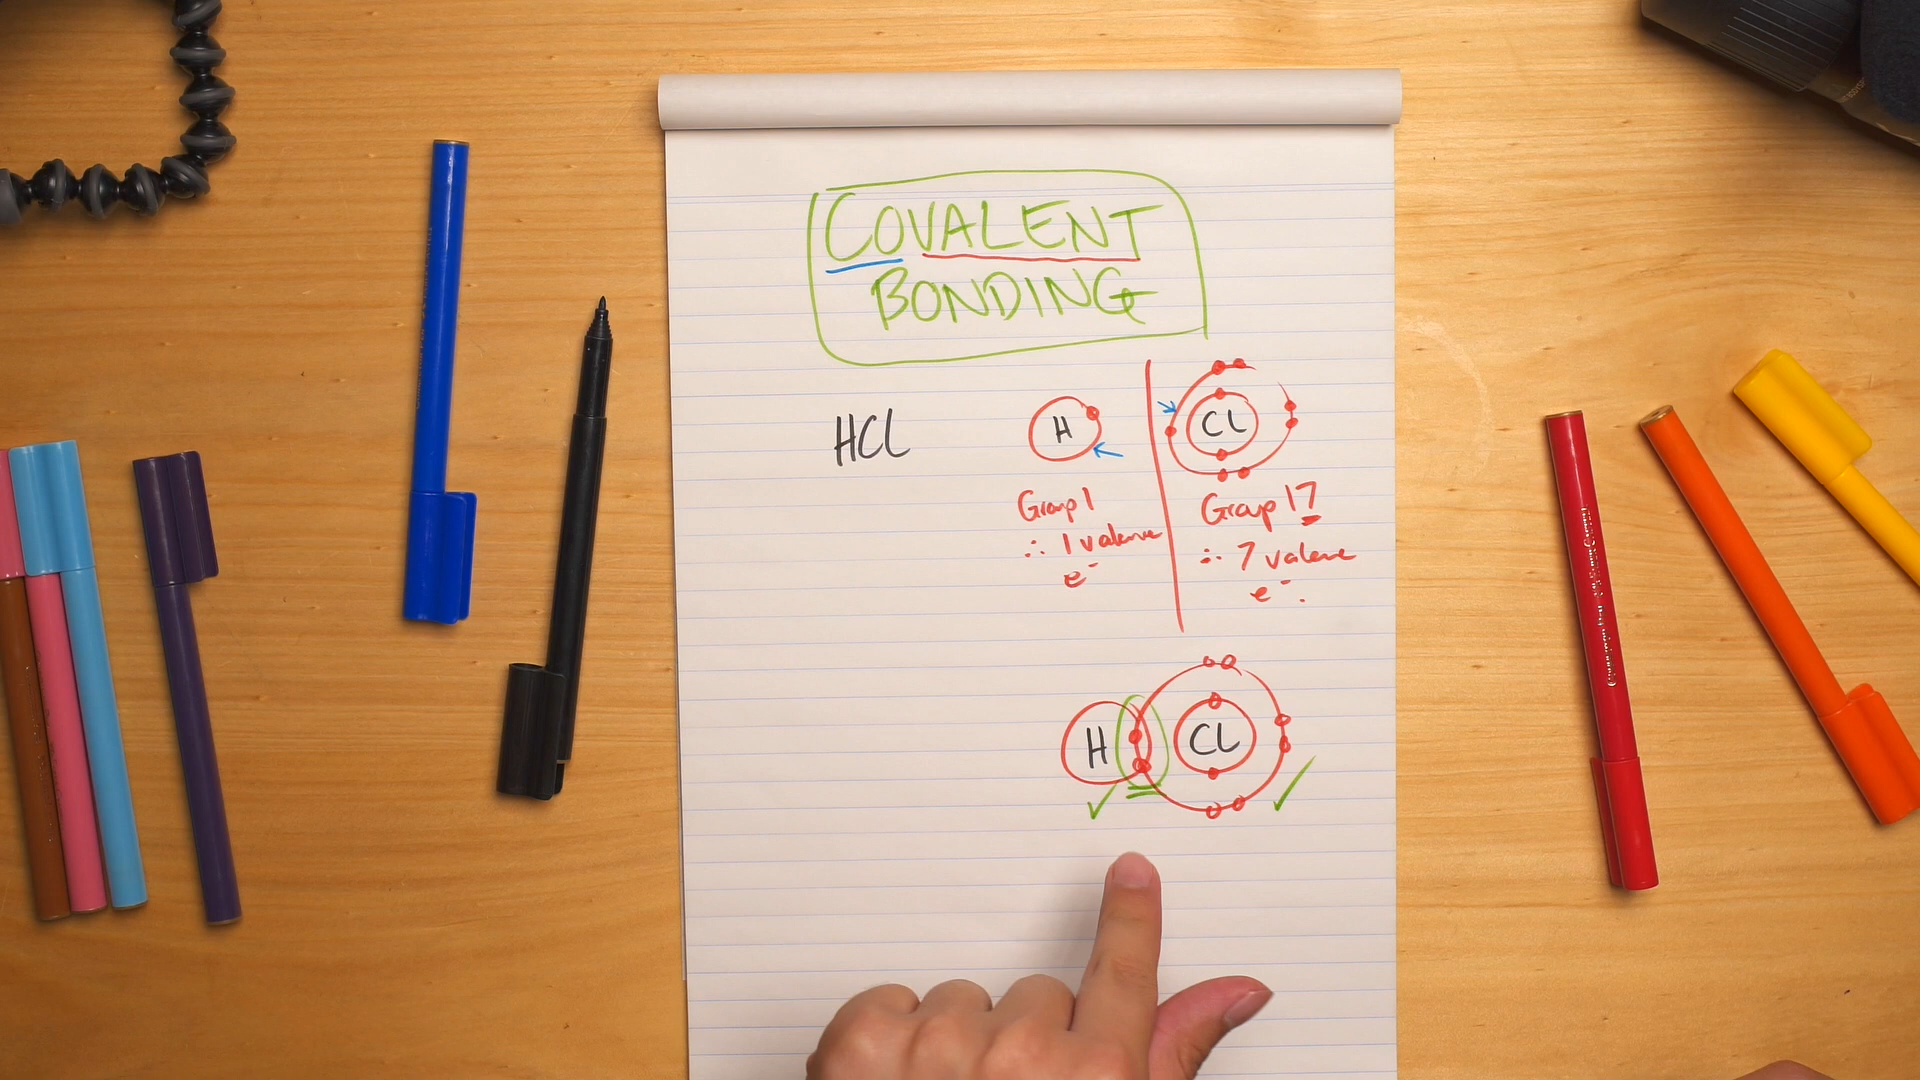 COVALENT
BONDING
HCl
H
CL
Group 1
∴ 1 valence
e⁻
Group 17
∴ 7 valence
e⁻.
H
CL